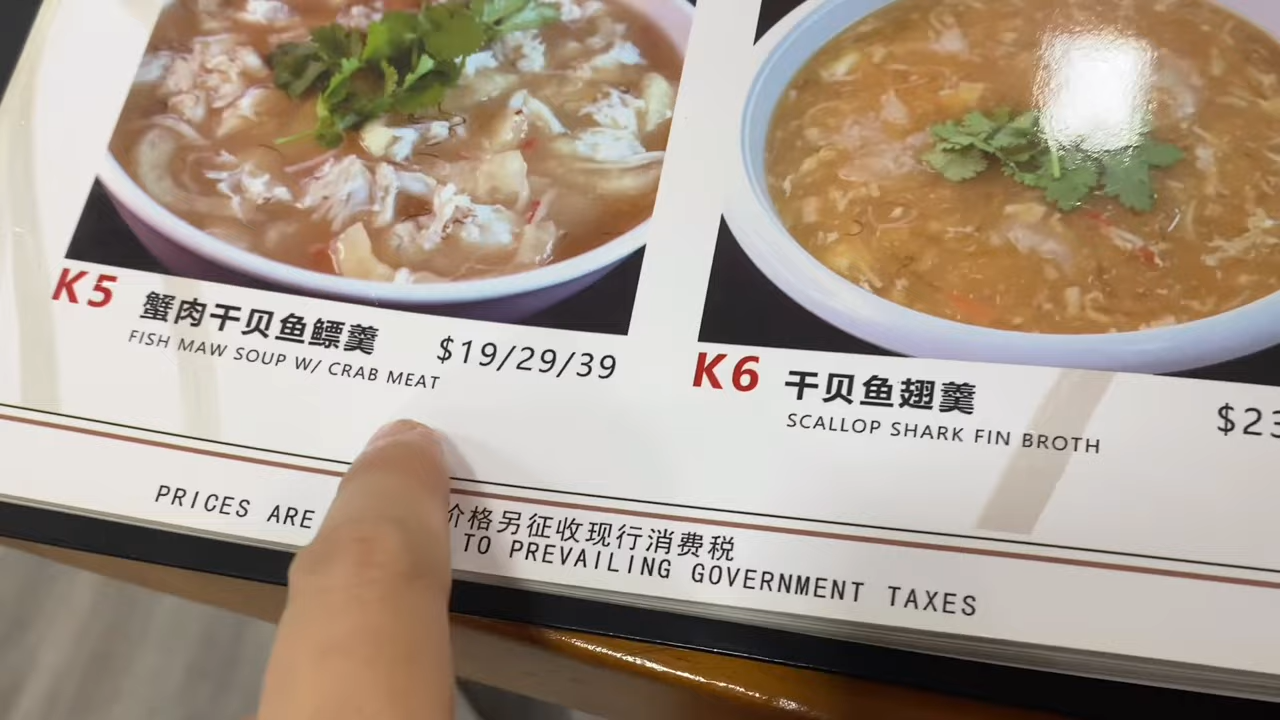 K5 蟹肉干贝鱼鳔羹
FISH MAW SOUP W/ CRAB MEAT
$19/29/39
K6 干贝鱼翅羹
SCALLOP SHARK FIN BROTH
$23
价格另征收现行消费税
PRICES ARE TO PREVAILING GOVERNMENT TAXES